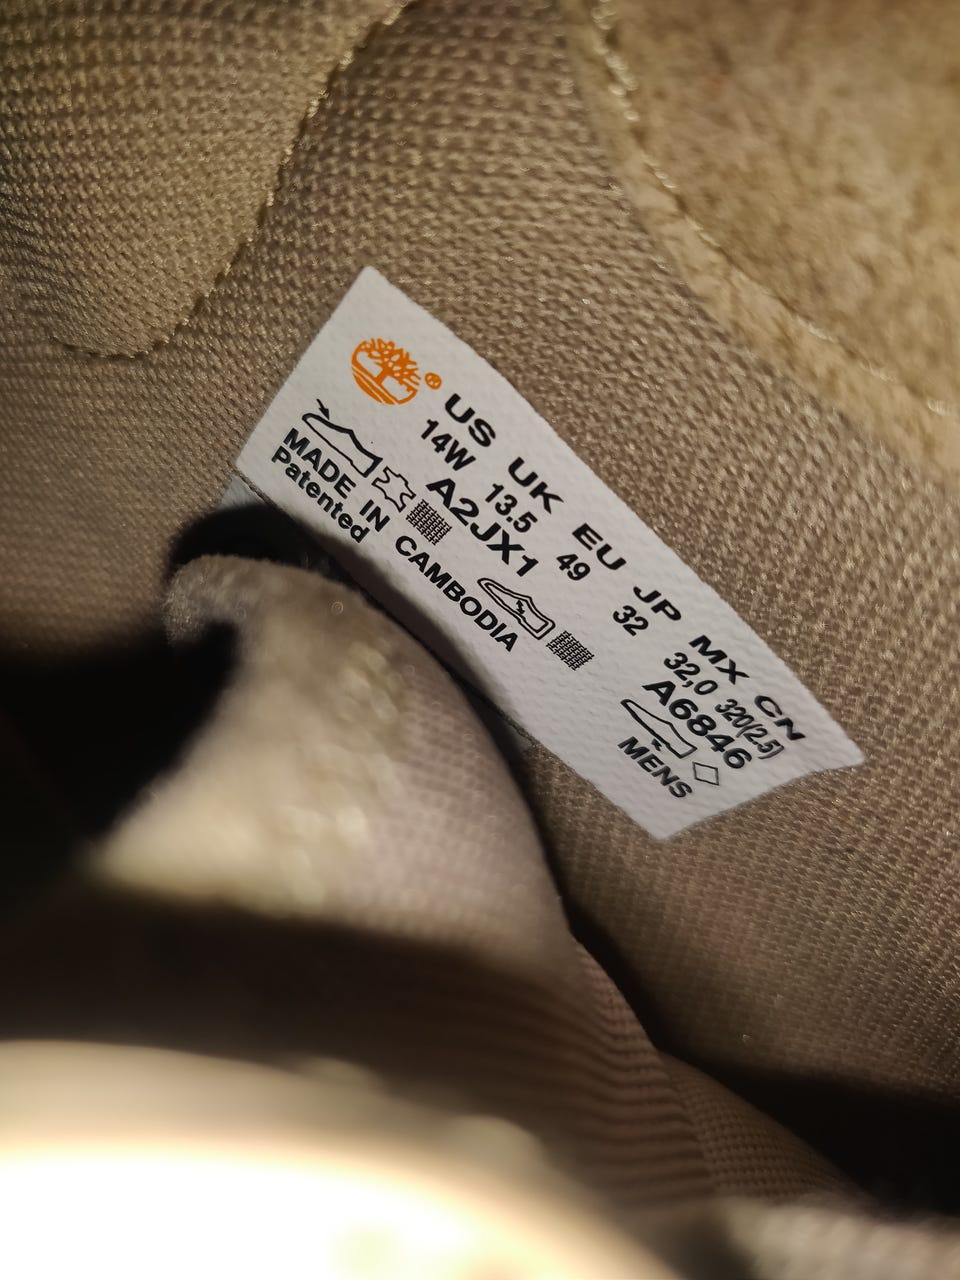 ® US UK EU JP MX CN
14W 13.5 49 32 32,0 320(2.5)
A2JX1 A6846
MADE IN CAMBODIA MENS
Patented